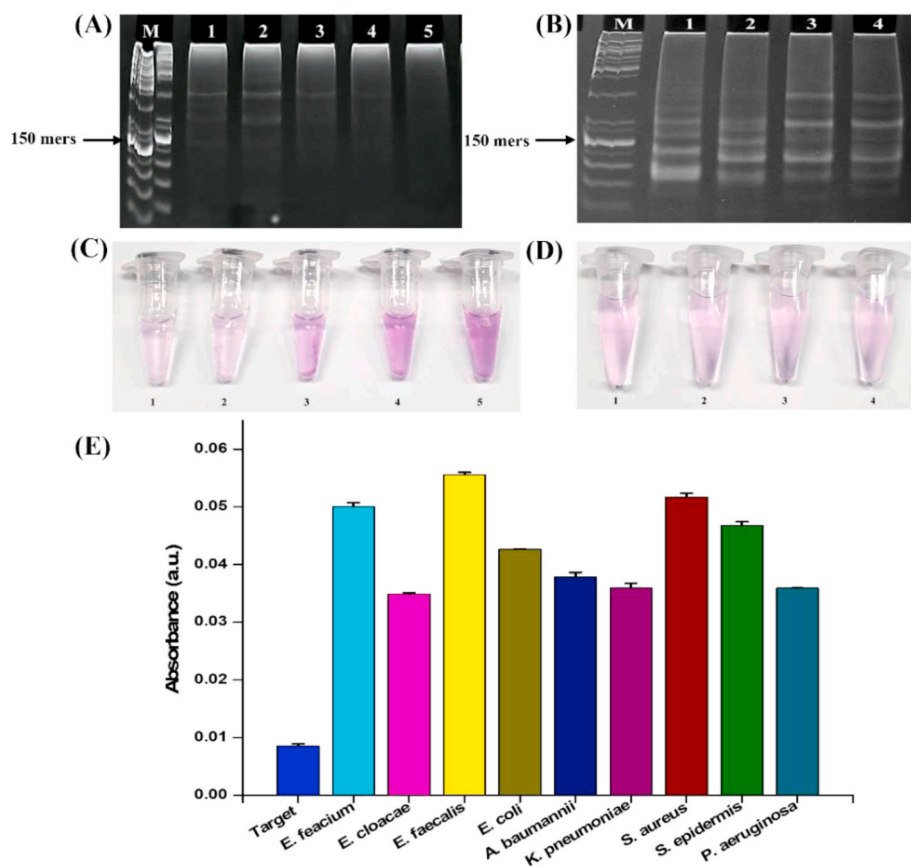 (A)
M 1 2 3 4 5
150 mers
(B)
M 1 2 3 4
150 mers
(C)
1 2 3 4 5
(D)
1 2 3 4
(E)
Absorbance (a.u.)
0.06
0.05
0.04
0.03
0.02
0.01
0.00
Target
E. feacium
E. cloacae
E. faecalis
E. coli
A. baumannii
K. pneumoniae
S. aureus
S. epidermis
P. aeruginosa